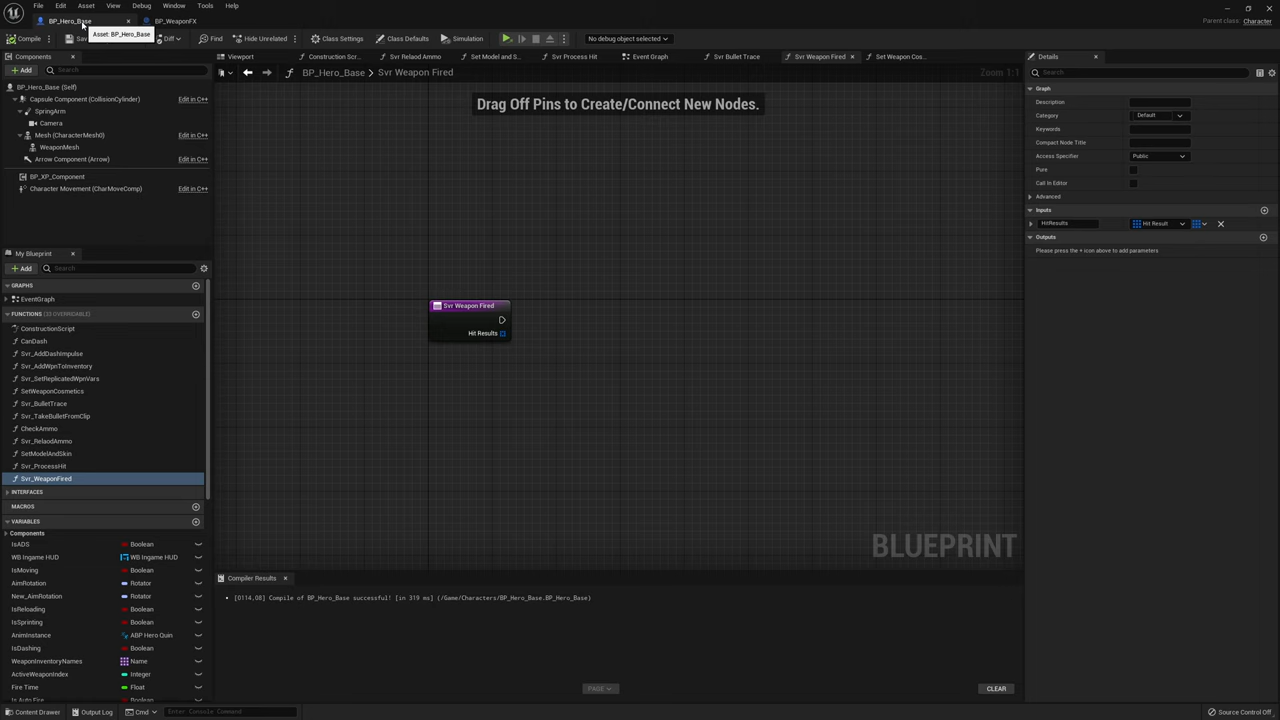 File Edit Asset View Debug Window Tools Help
BP_Hero_Base BP_WeaponFX
Parent class: Character
Asset: BP_Hero_Base
Compile Sav Diff Find Hide Unrelated Class Settings Class Defaults Simulation No debug object selected
Components
Add Search
BP_Hero_Base (Self)
Capsule Component (CollisionCylinder) Edit in C++
SpringArm
Camera
Mesh (CharacterMesh0) Edit in C++
WeaponMesh
Arrow Component (Arrow) Edit in C++
BP_XP_Component
Character Movement (CharMoveComp) Edit in C++
My Blueprint
Add Search
GRAPHS
EventGraph
FUNCTIONS (33 OVERRIDABLE)
ConstructionScript
CanDash
Svr_AddDashImpulse
Svr_AddWpnToInventory
Svr_SetReplicatedWpnVars
SetWeaponCosmetics
Svr_BulletTrace
Svr_TakeBulletFromClip
CheckAmmo
Svr_RelaodAmmo
SetModelAndSkin
Svr_ProcessHit
Svr_WeaponFired
INTERFACES
MACROS
VARIABLES
Components
IsADS Boolean
WB Ingame HUD WB Ingame HUD
IsMoving Boolean
AimRotation Rotator
New_AimRotation Rotator
IsReloading Boolean
IsSprinting Boolean
AnimInstance ABP Hero Quin
IsDashing Boolean
WeaponInventoryNames Name
ActiveWeaponIndex Integer
Fire Time Float
Is Auto Fire Boolean
Viewport Construction Scr... Svr Relaod Ammo Set Model and S... Svr Process Hit Event Graph Svr Bullet Trace Svr Weapon Fired Set Weapon Cos...
BP_Hero_Base > Svr Weapon Fired Zoom 1:1
Drag Off Pins to Create/Connect New Nodes.
Svr Weapon Fired
Hit Results
BLUEPRINT
Compiler Results
[0114.08] Compile of BP_Hero_Base successful! [in 319 ms] (/Game/Characters/BP_Hero_Base.BP_Hero_Base)
PAGE CLEAR
Details
Search
Graph
Description
Category Default
Keywords
Compact Node Title
Access Specifier Public
Pure
Call In Editor
Advanced
Inputs
HitResults Hit Result
Outputs
Please press the + icon above to add parameters
Content Drawer Output Log Cmd Enter Console Command Source Control Off